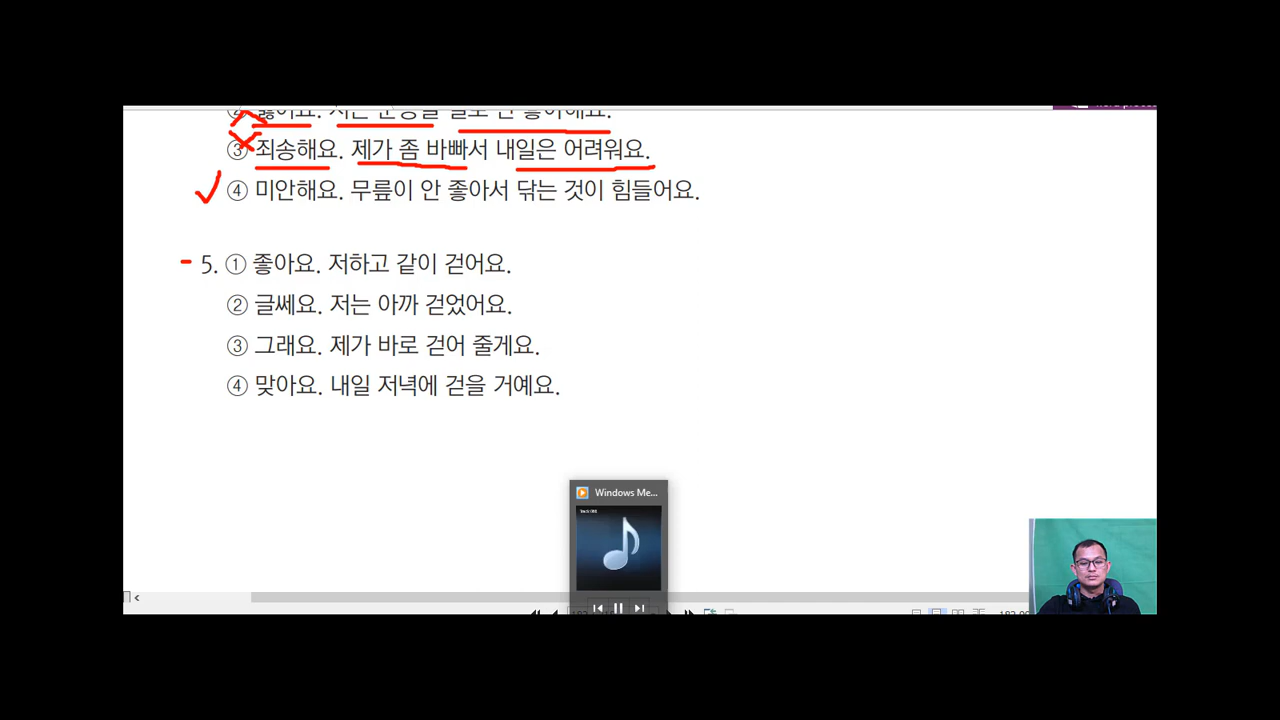 ③ 죄송해요. 제가 좀 바빠서 내일은 어려워요.
④ 미안해요. 무릎이 안 좋아서 닦는 것이 힘들어요.
5. ① 좋아요. 저하고 같이 걷어요.
② 글쎄요. 저는 아까 걷었어요.
③ 그래요. 제가 바로 걷어 줄게요.
④ 맞아요. 내일 저녁에 걷을 거예요.
Windows Me...